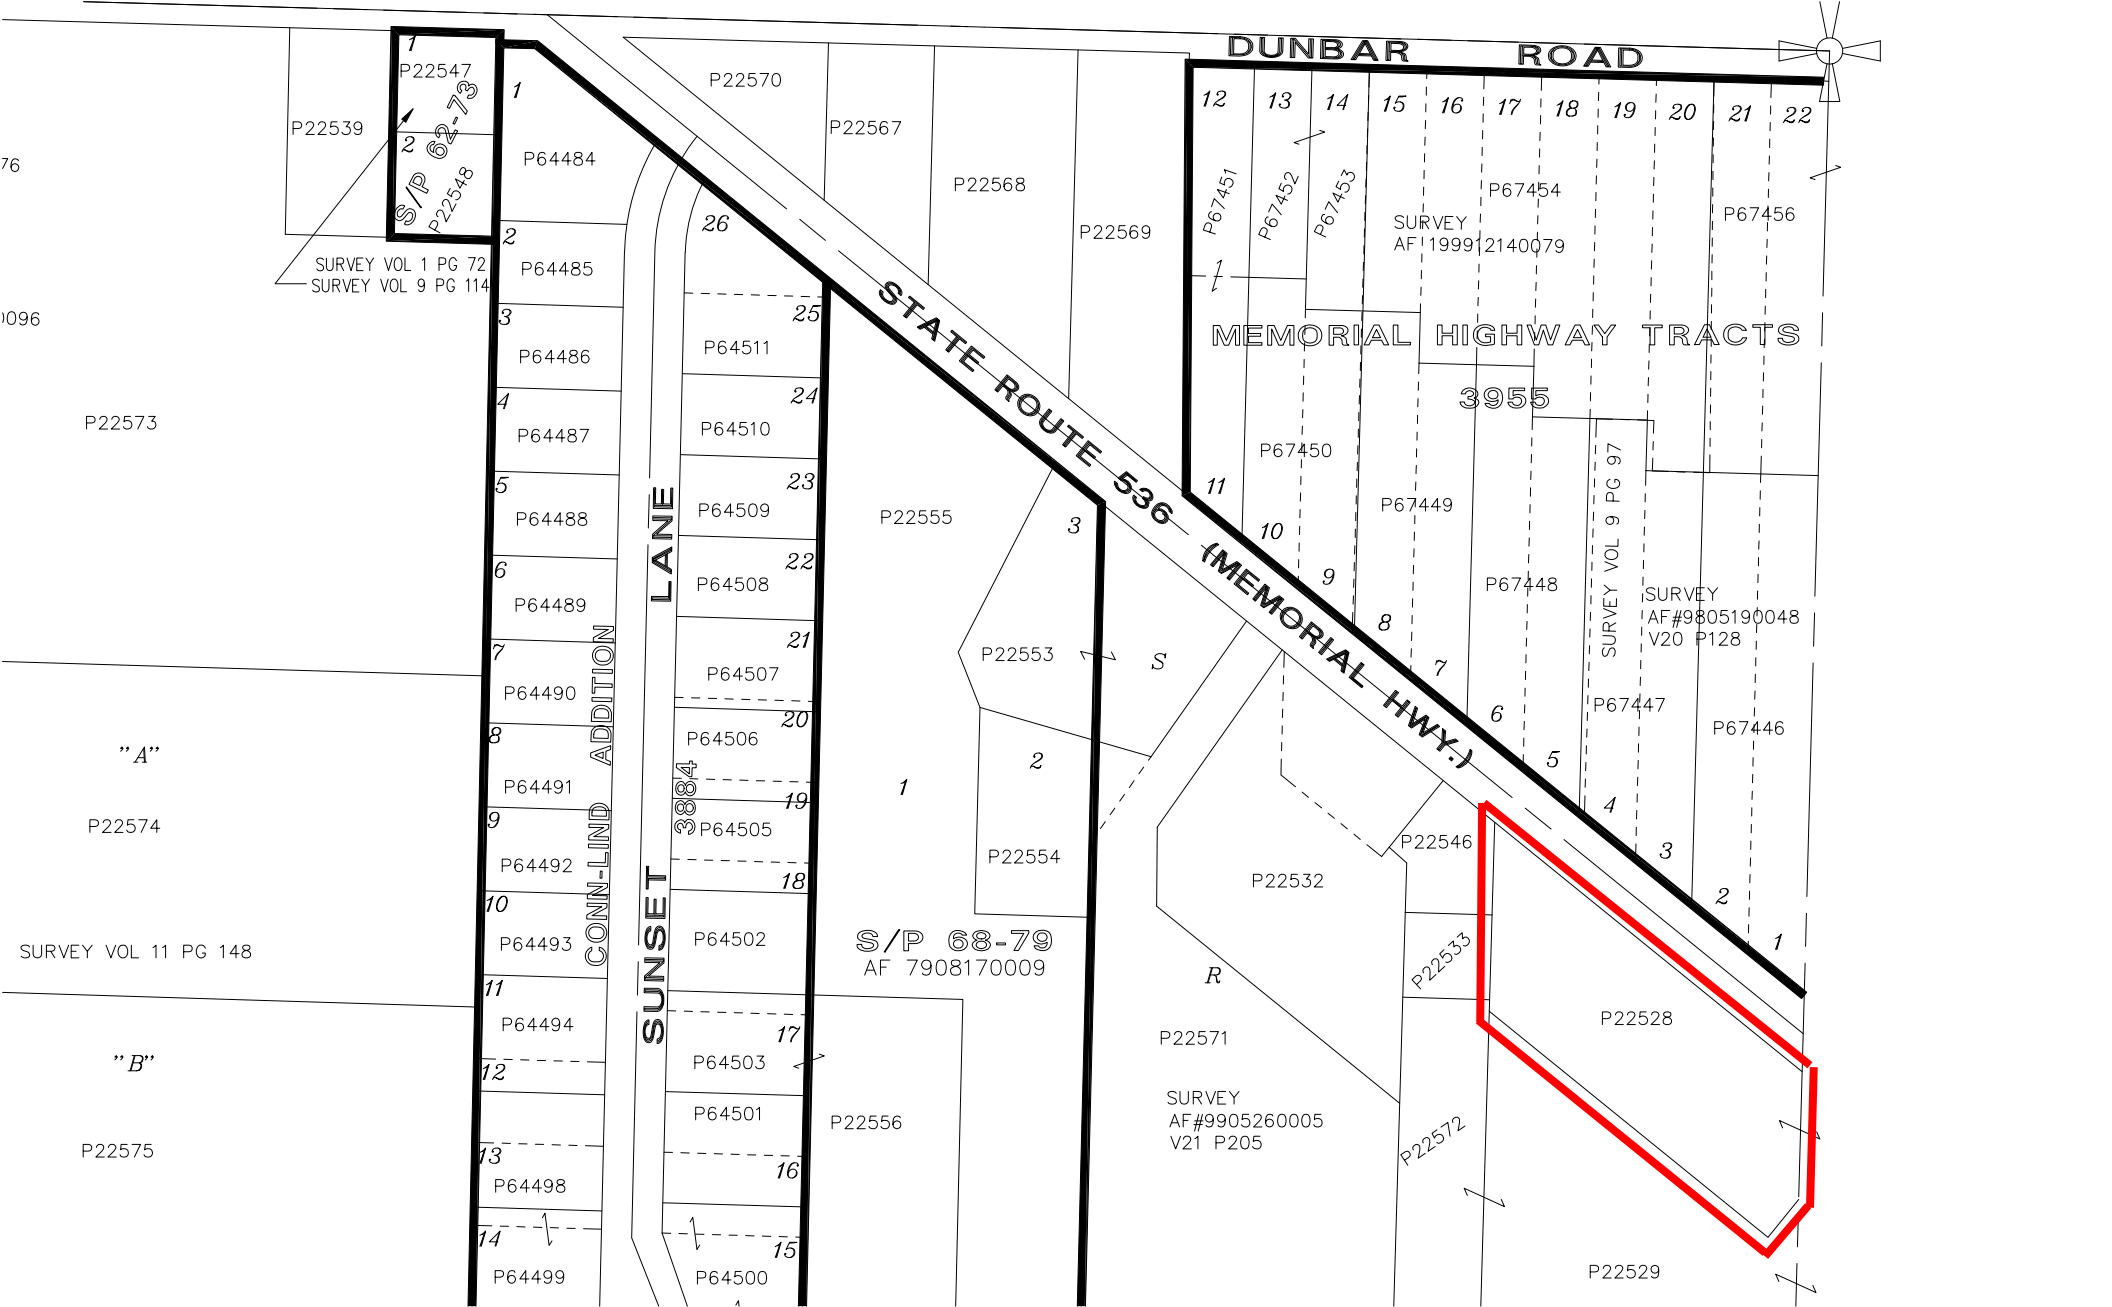 DUNBAR ROAD
1
P22547
S/P 62-73
2
P22548
P22539
76
SURVEY VOL 1 PG 72
SURVEY VOL 9 PG 114
0096
P22573
"A"
P22574
SURVEY VOL 11 PG 148
"B"
P22575
1
P64484
2
P64485
3
P64486
4
P64487
5
P64488
6
P64489
7
P64490
8
P64491
9
P64492
10
P64493
11
P64494
12
13
P64498
14
P64499
CONN-LIND ADDITION
3884
SUNSET LANE
26
25
P64511
24
P64510
23
P64509
22
P64508
21
P64507
20
P64506
19
P64505
18
P64502
17
P64503
P64501
16
15
P64500
P22570
P22567
P22568
P22569
STATE ROUTE 536 (MEMORIAL HWY.)
P22555
3
P22553
S
2
1
P22554
S/P 68-79
AF 7908170009
P22556
12
13
14
15
16
17
18
19
20
21
22
P67451
P67452
P67453
P67454
P67456
SURVEY
AF 199912140079
MEMORIAL HIGHWAY TRACTS
3955
P67450
P67449
P67448
SURVEY VOL 9 PG 97
SURVEY
AF#9805190048
V20 P128
P67447
P67446
11
10
9
8
7
6
5
4
3
2
1
P22546
P22532
P22533
R
P22571
SURVEY
AF#9905260005
V21 P205
P22572
P22528
P22529